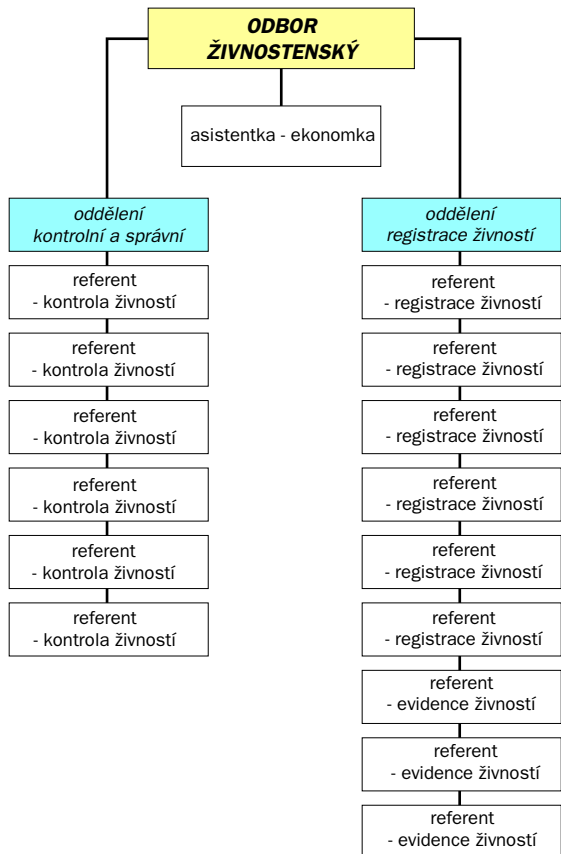 ODBOR
ŽIVNOSTENSKÝ
asistentka - ekonomka
oddělení
kontrolní a správní
referent
- kontrola živností
referent
- kontrola živností
referent
- kontrola živností
referent
- kontrola živností
referent
- kontrola živností
referent
- kontrola živností
oddělení
registrace živností
referent
- registrace živností
referent
- registrace živností
referent
- registrace živností
referent
- registrace živností
referent
- registrace živností
referent
- registrace živností
referent
- evidence živností
referent
- evidence živností
referent
- evidence živností